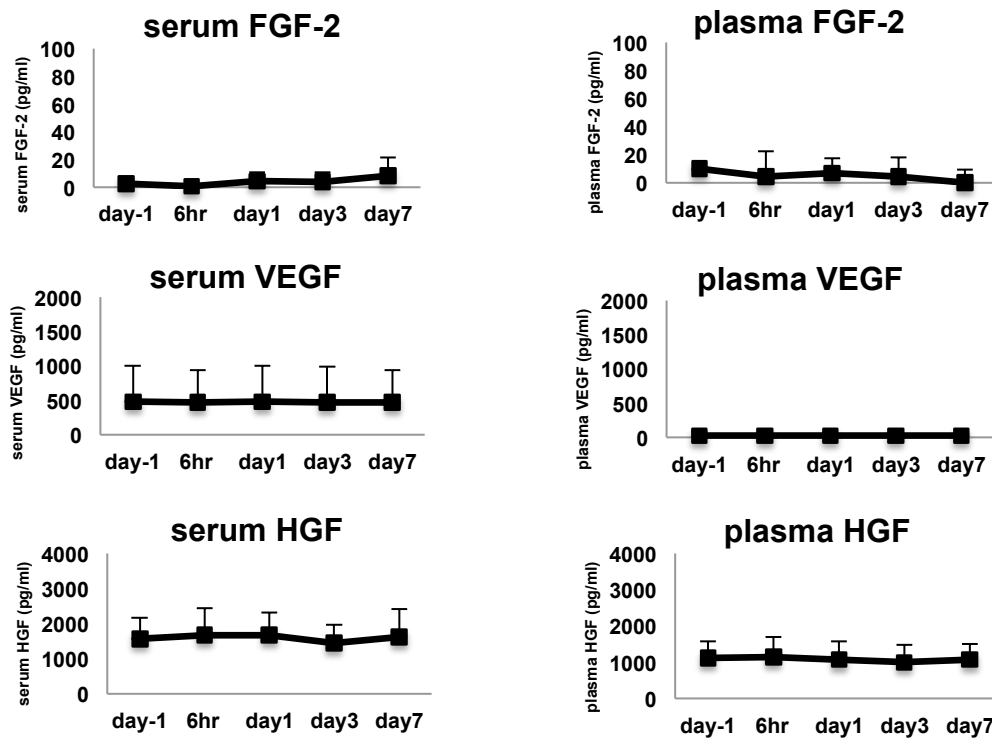 serum FGF-2
serum FGF-2 (pg/ml)
100
80
60
40
20
0
day-1 6hr day1 day3 day7
plasma FGF-2
plasma FGF-2 (pg/ml)
100
80
60
40
20
0
day-1 6hr day1 day3 day7
serum VEGF
serum VEGF (pg/ml)
2000
1500
1000
500
0
day-1 6hr day1 day3 day7
plasma VEGF
plasma VEGF (pg/ml)
2000
1500
1000
500
0
day-1 6hr day1 day3 day7
serum HGF
serum HGF (pg/ml)
4000
3000
2000
1000
0
day-1 6hr day1 day3 day7
plasma HGF
plasma HGF (pg/ml)
4000
3000
2000
1000
0
day-1 6hr day1 day3 day7